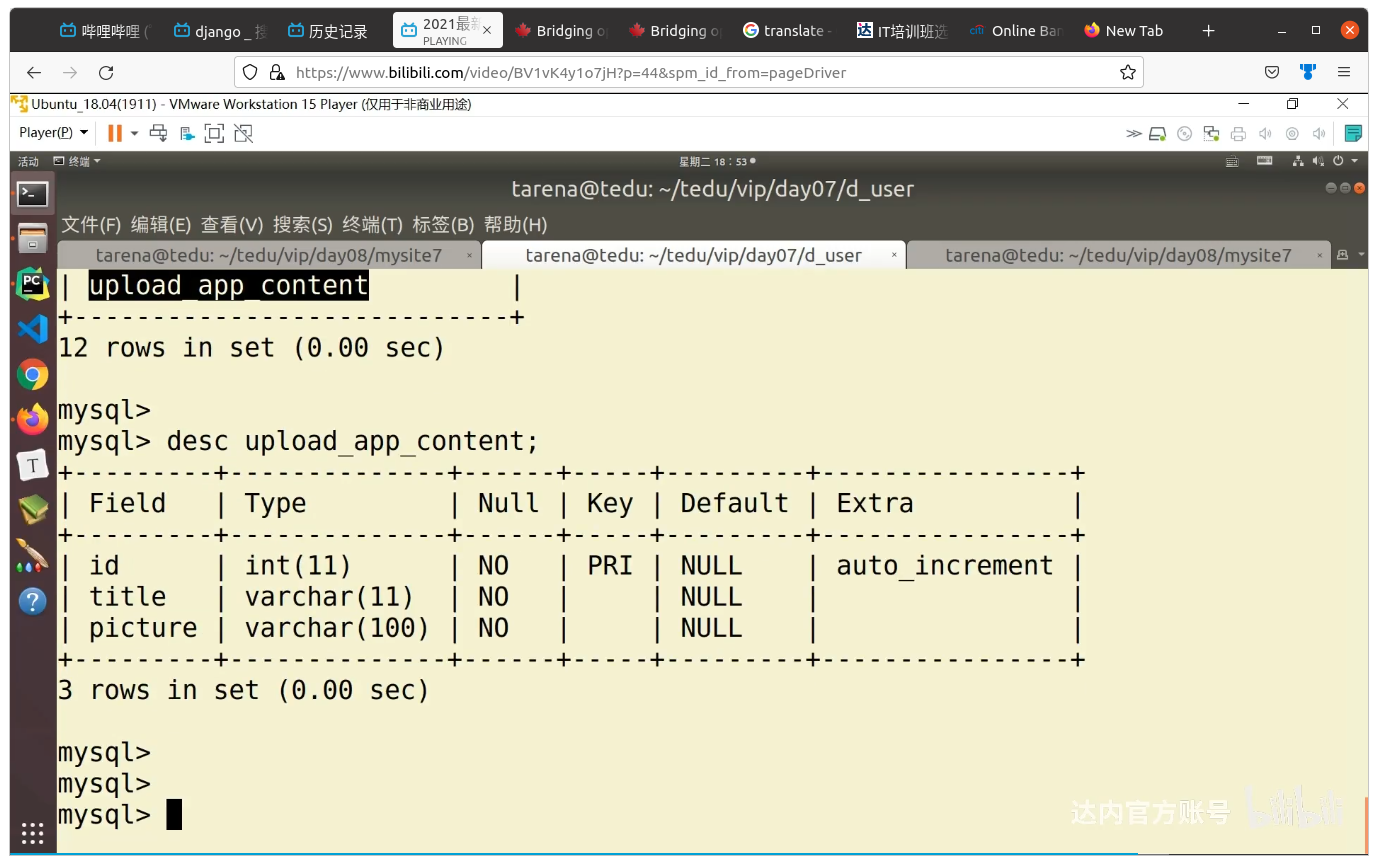 哔哩哔哩 (
django _ 搜
历史记录
2021最新
PLAYING
Bridging o
Bridging o
translate -
IT培训班选
citi Online Ban
New Tab
https://www.bilibili.com/video/BV1vK4y1o7jH?p=44&spm_id_from=pageDriver
Ubuntu_18.04(1911) - VMware Workstation 15 Player (仅用于非商业用途)
Player(P)
活动 终端 星期二 18：53
tarena@tedu: ~/tedu/vip/day07/d_user
文件(F) 编辑(E) 查看(V) 搜索(S) 终端(T) 标签(B) 帮助(H)
tarena@tedu: ~/tedu/vip/day08/mysite7 × tarena@tedu: ~/tedu/vip/day07/d_user × tarena@tedu: ~/tedu/vip/day08/mysite7 ×
| upload_app_content         |
+----------------------------+
12 rows in set (0.00 sec)
mysql>
mysql> desc upload_app_content;
+---------+--------------+------+-----+---------+----------------+
| Field   | Type         | Null | Key | Default | Extra          |
+---------+--------------+------+-----+---------+----------------+
| id      | int(11)      | NO   | PRI | NULL    | auto_increment |
| title   | varchar(11)  | NO   |     | NULL    |                |
| picture | varchar(100) | NO   |     | NULL    |                |
+---------+--------------+------+-----+---------+----------------+
3 rows in set (0.00 sec)
mysql>
mysql>
mysql>
达内官方账号 bilibili
PC
T
?